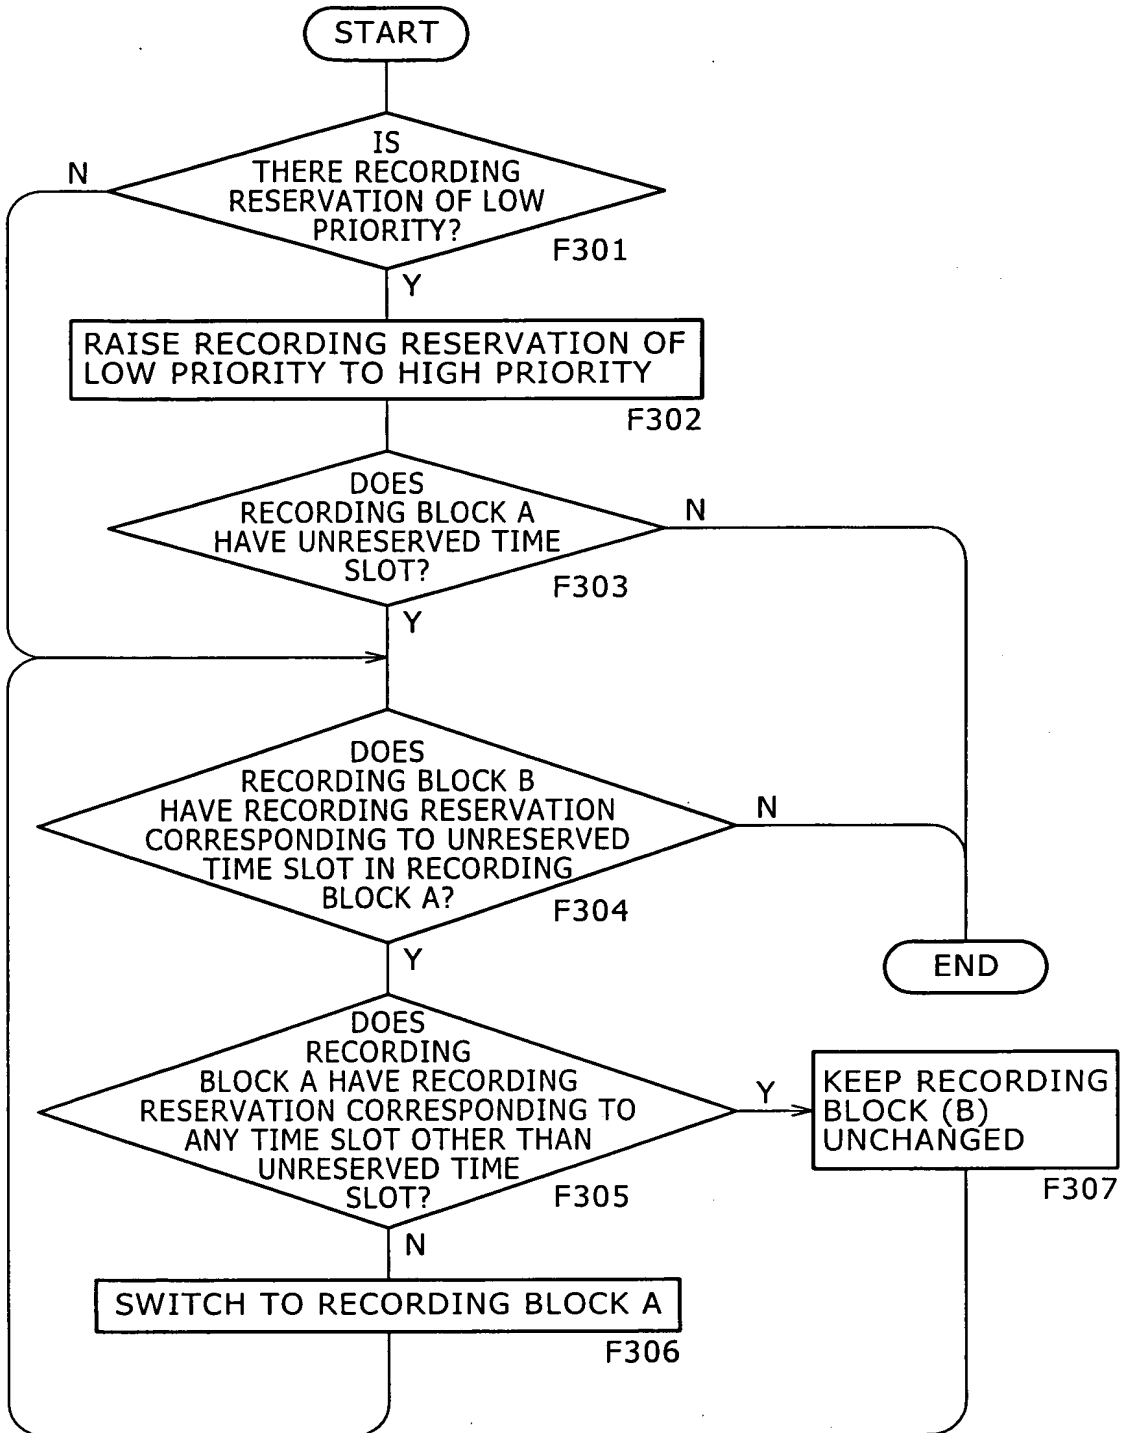 START
IS
THERE RECORDING
RESERVATION OF LOW
PRIORITY?
F301
N
Y
RAISE RECORDING RESERVATION OF
LOW PRIORITY TO HIGH PRIORITY
F302
DOES
RECORDING BLOCK A
HAVE UNRESERVED TIME
SLOT?
F303
N
Y
DOES
RECORDING BLOCK B
HAVE RECORDING RESERVATION
CORRESPONDING TO UNRESERVED
TIME SLOT IN RECORDING
BLOCK A?
F304
N
Y
END
DOES
RECORDING
BLOCK A HAVE RECORDING
RESERVATION CORRESPONDING TO
ANY TIME SLOT OTHER THAN
UNRESERVED TIME
SLOT?
F305
Y
KEEP RECORDING
BLOCK (B)
UNCHANGED
F307
N
SWITCH TO RECORDING BLOCK A
F306